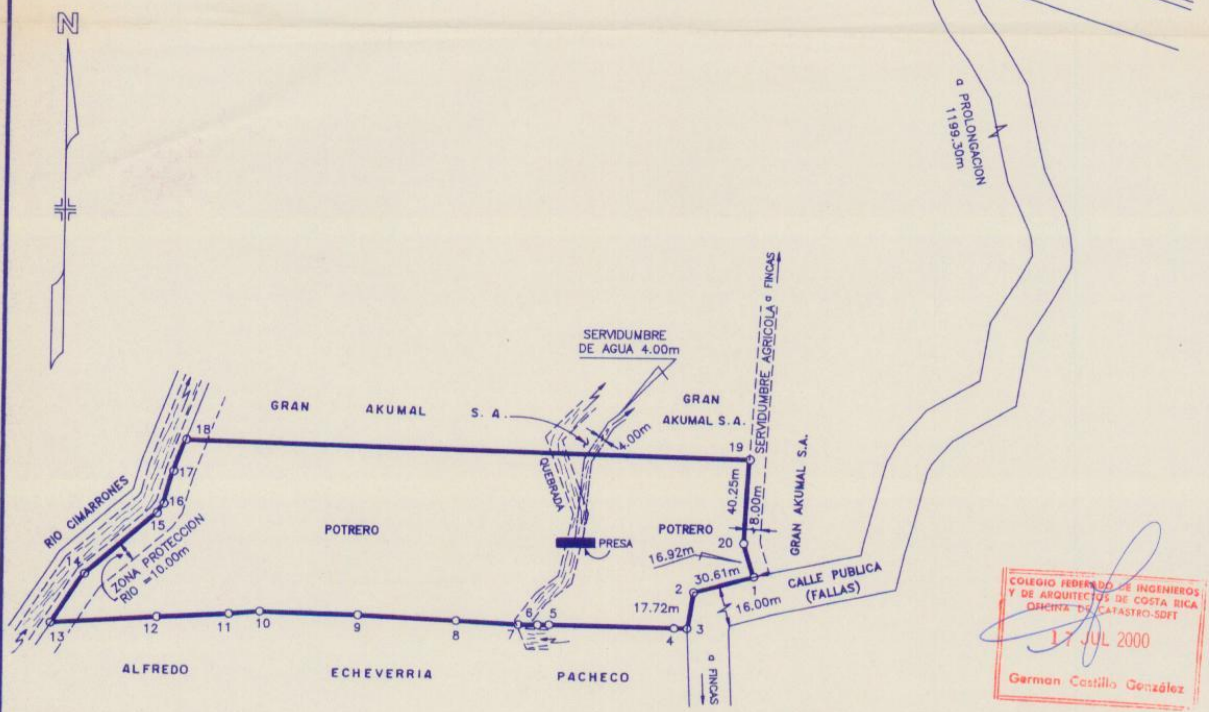 N
a PROLONGACION
1199.30m
SERVIDUMBRE
DE AGUA 4.00m
SERVIDUMBRE AGRICOLA a FINCAS
GRAN AKUMAL S. A.
GRAN
AKUMAL S.A.
4.00m
18
19
17
16
15
RIO CIMARRONES
QUEBRADA
40.25m
8.00m
GRAN AKUMAL S.A.
POTRERO
POTRERO
PRESA
20
16.92m
ZONA PROTECCION
RIO =10.00m
30.61m
1
2
CALLE PUBLICA
(FALLAS)
17.72m
16.00m
13
12
11
10
9
8
7
6
5
4
3
ALFREDO ECHEVERRIA PACHECO
a FINCAS
COLEGIO FEDERADO DE INGENIEROS
Y DE ARQUITECTOS DE COSTA RICA
OFICINA DE CATASTRO-SDFT
17 JUL 2000
German Castillo González